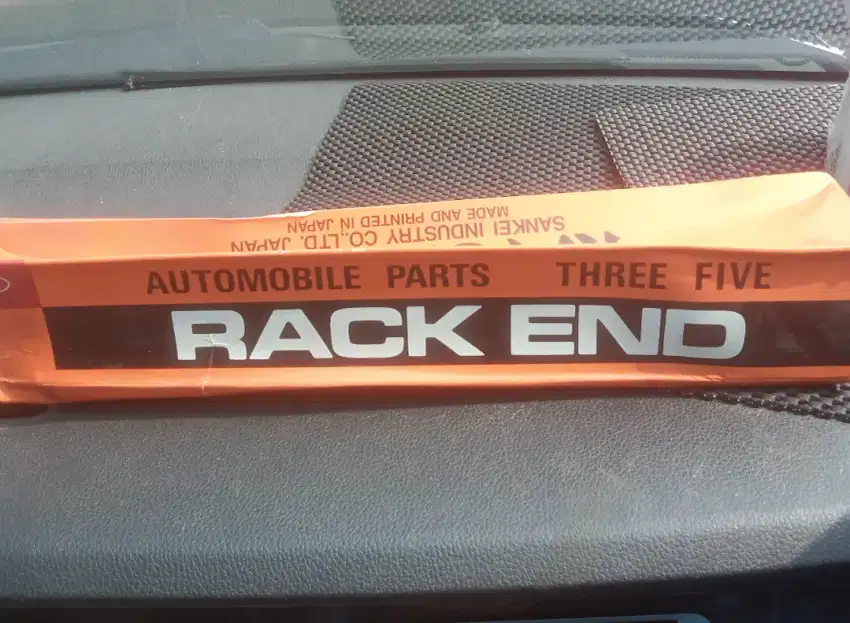 MADE AND PRINTED IN JAPAN
SANKEI INDUSTRY CO.,LTD. JAPAN
AUTOMOBILE PARTS THREE FIVE
RACK END